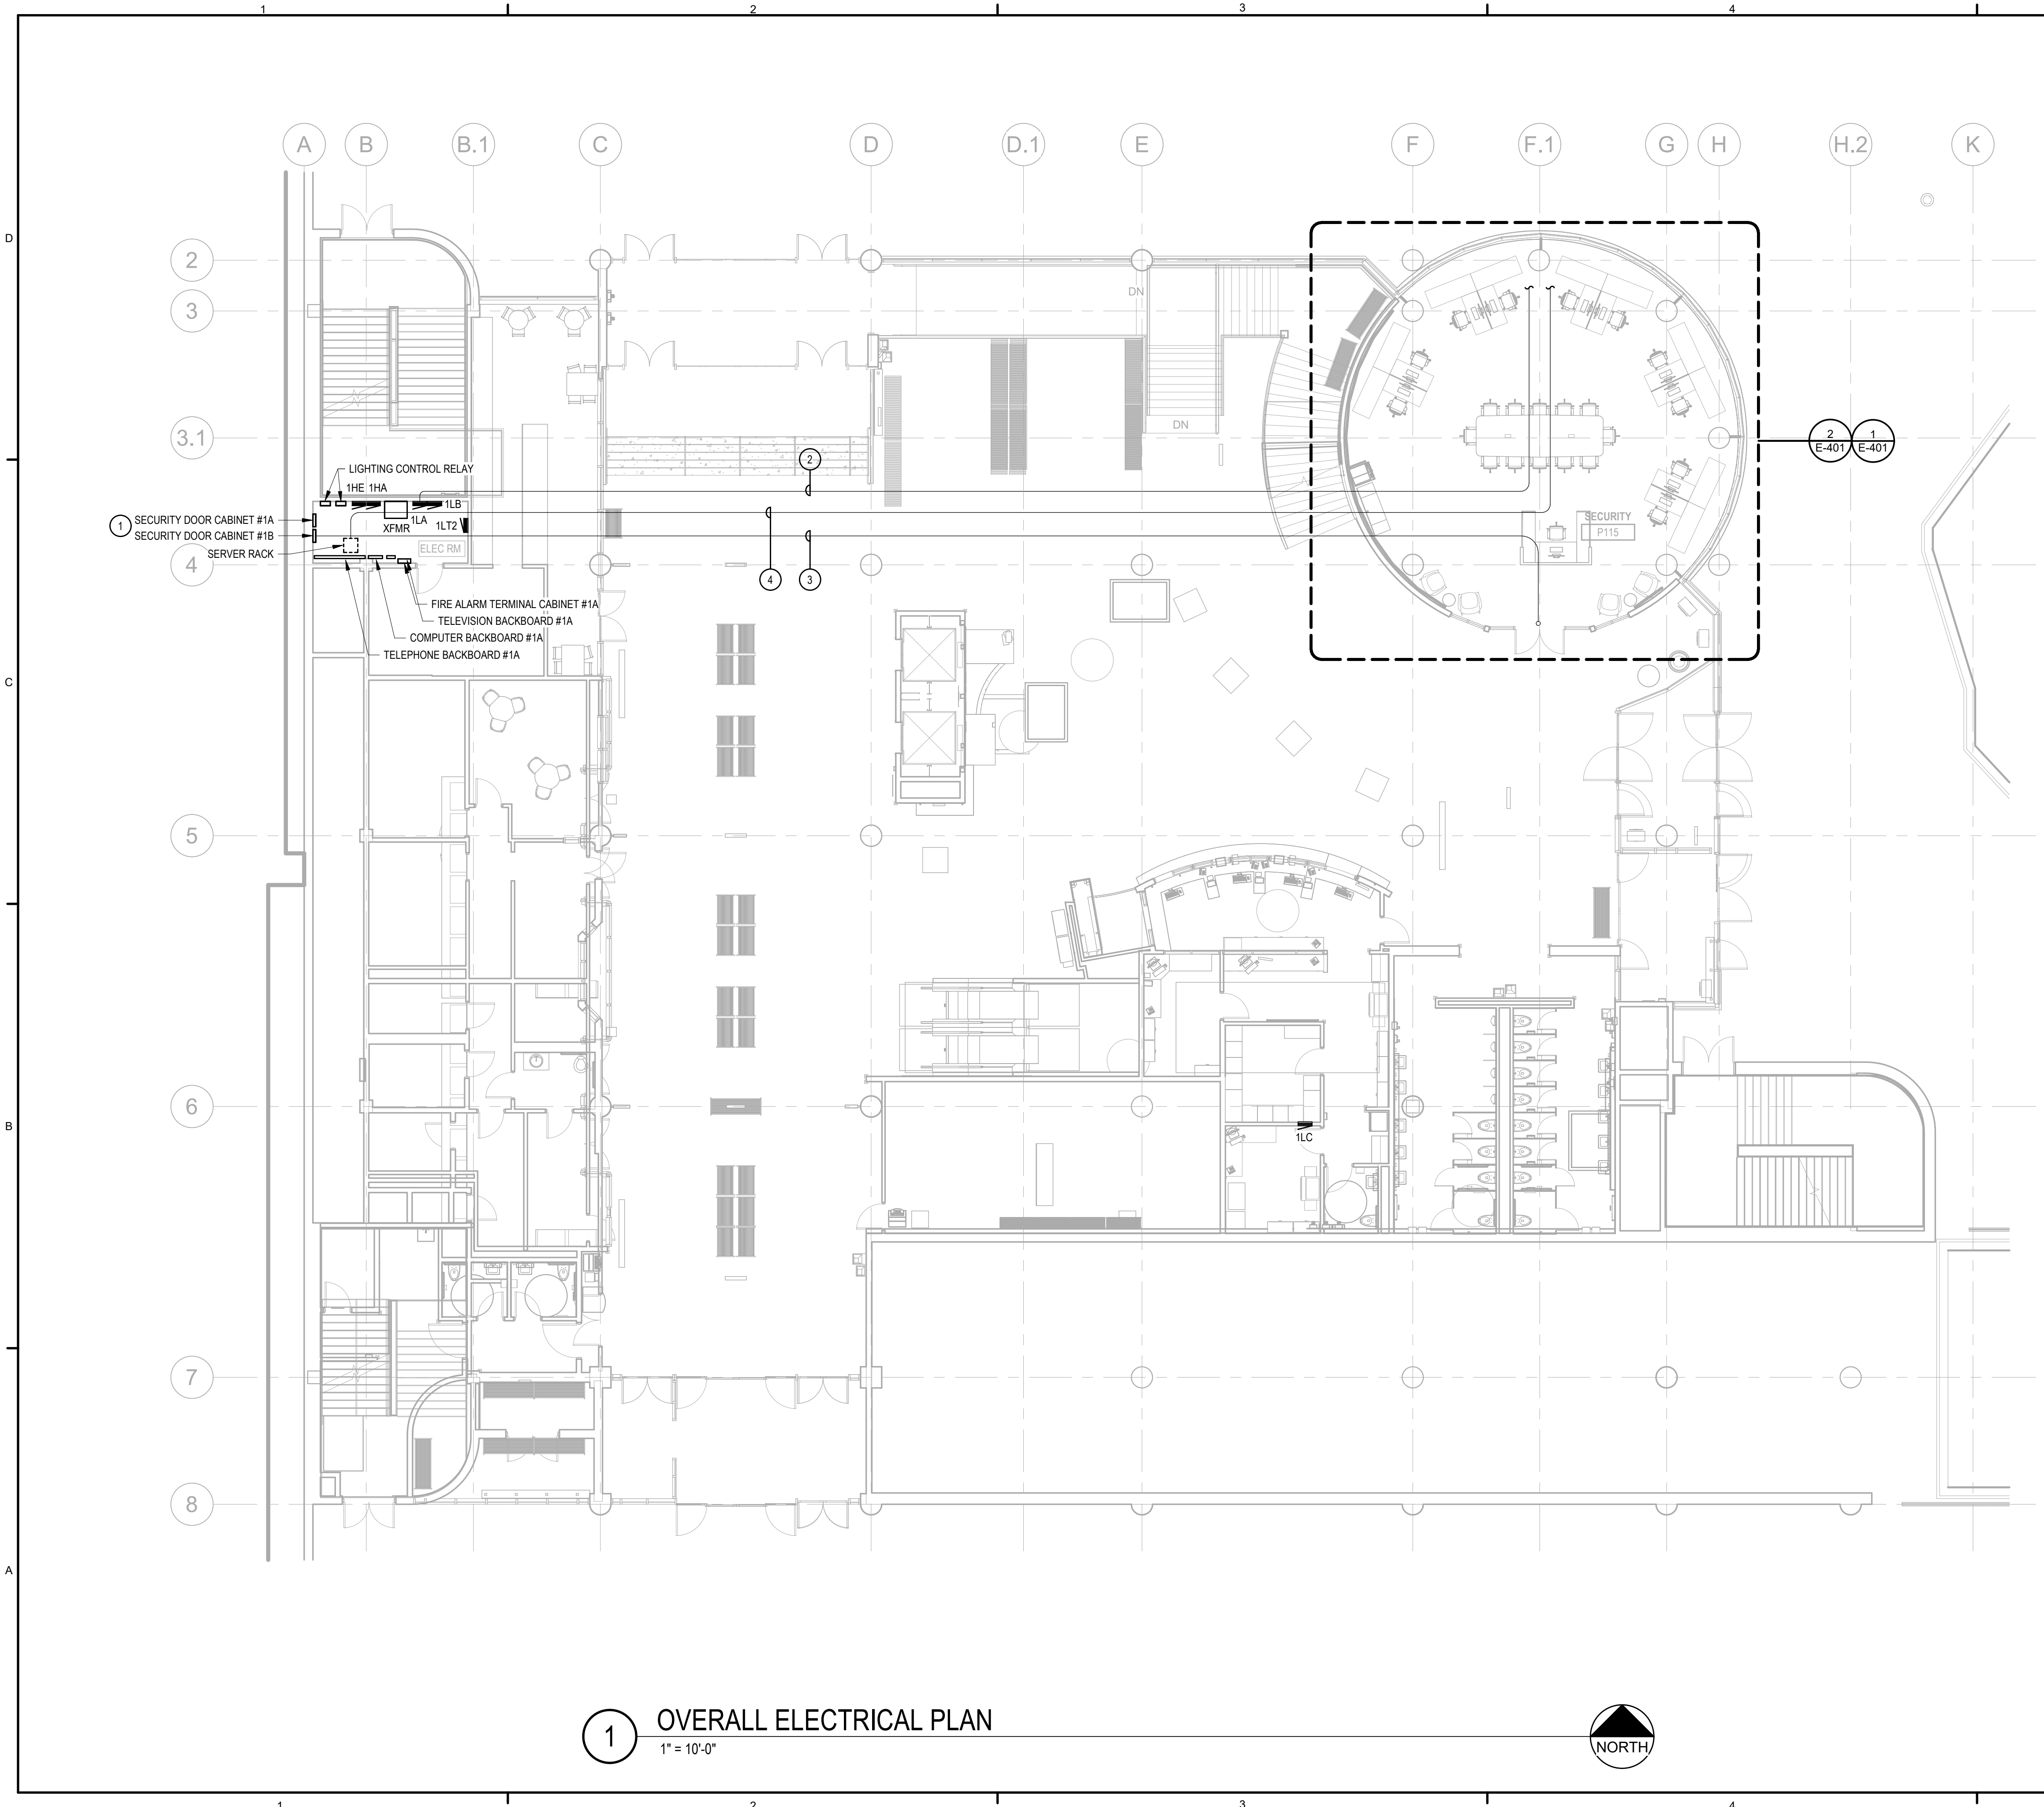 1 2 3 4
A B B.1 C D D.1 E F F.1 G H H.2 K
D
2
3
DN
3.1
DN
2
E-401
1
E-401
2
LIGHTING CONTROL RELAY
1HE 1HA
1LB
1LA
XFMR
1LT2
1
SECURITY DOOR CABINET #1A
SECURITY DOOR CABINET #1B
SERVER RACK
ELEC RM
SECURITY
P115
4
4
3
FIRE ALARM TERMINAL CABINET #1A
TELEVISION BACKBOARD #1A
COMPUTER BACKBOARD #1A
TELEPHONE BACKBOARD #1A
C
5
6
B
1LC
7
8
A
1
OVERALL ELECTRICAL PLAN
1" = 10'-0"
NORTH
1 2 3 4